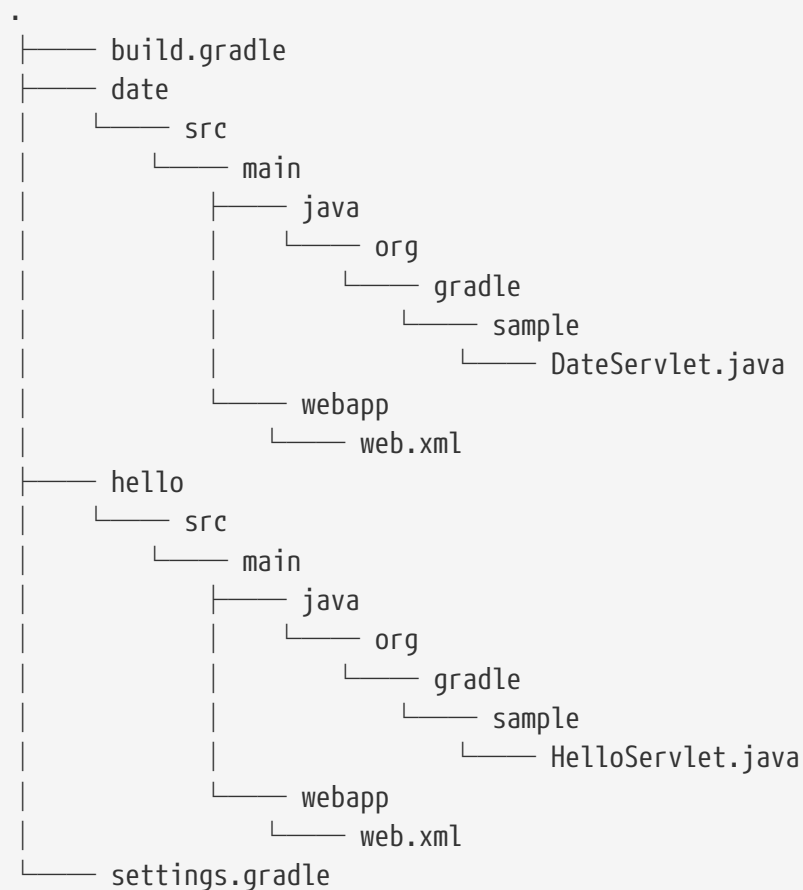 .
├── build.gradle
├── date
│   └── src
│       └── main
│           ├── java
│           │   └── org
│           │       └── gradle
│           │           └── sample
│           │               └── DateServlet.java
│           └── webapp
│               └── web.xml
├── hello
│   └── src
│       └── main
│           ├── java
│           │   └── org
│           │       └── gradle
│           │           └── sample
│           │               └── HelloServlet.java
│           └── webapp
│               └── web.xml
└── settings.gradle